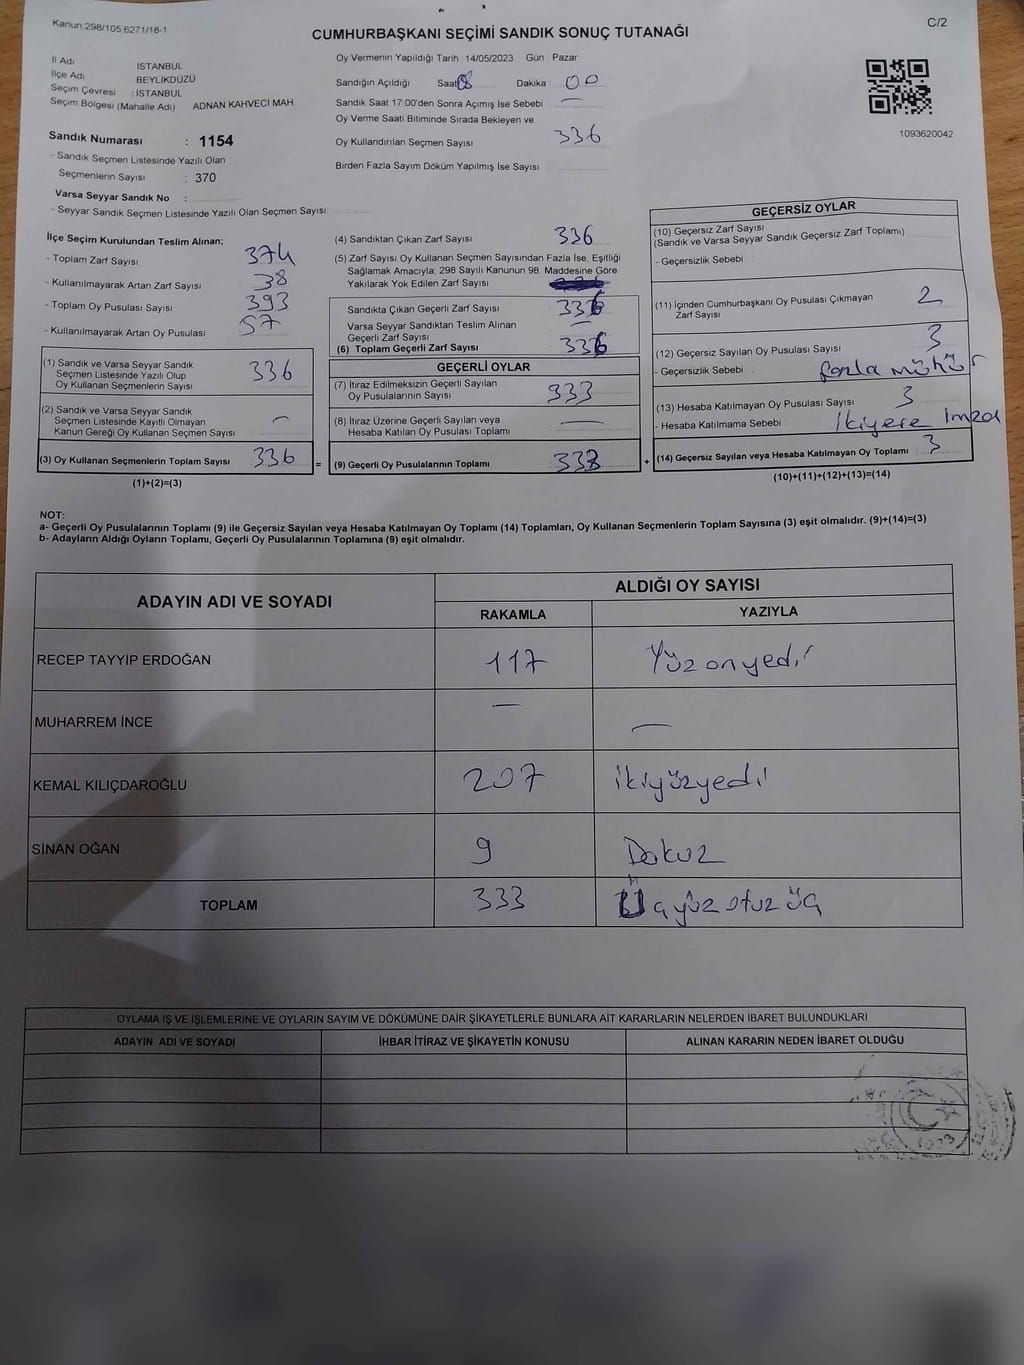 Kanun:298/105;6271/18-1
C/2
CUMHURBAŞKANI SEÇİMİ SANDIK SONUÇ TUTANAĞI
İl Adı İSTANBUL
İlçe Adı BEYLİKDÜZÜ
Seçim Çevresi : İSTANBUL
Seçim Bölgesi (Mahalle Adı) ADNAN KAHVECİ MAH.
Sandık Numarası : 1154
- Sandık Seçmen Listesinde Yazılı Olan
Seçmenlerin Sayısı : 370
Varsa Seyyar Sandık No :
- Seyyar Sandık Seçmen Listesinde Yazılı Olan Seçmen Sayısı
Oy Vermenin Yapıldığı Tarih 14/05/2023 Gün Pazar
Sandığın Açıldığı Saat 08 Dakika 00
Sandık Saat 17:00'den Sonra Açımış İse Sebebi —
Oy Verme Saati Bitiminde Sırada Bekleyen ve
Oy Kullandırılan Seçmen Sayısı 336
Birden Fazla Sayım Döküm Yapılmış İse Sayısı
1093620042
İlçe Seçim Kurulundan Teslim Alınan;
- Toplam Zarf Sayısı 374
- Kullanılmayarak Artan Zarf Sayısı 38
- Toplam Oy Pusulası Sayısı 393
- Kullanılmayarak Artan Oy Pusulası 57
(1) Sandık ve Varsa Seyyar Sandık
Seçmen Listesinde Yazılı Olup
Oy Kullanan Seçmenlerin Sayısı 336
(2) Sandık ve Varsa Seyyar Sandık
Seçmen Listesinde Kayıtlı Olmayan
Kanun Gereği Oy Kullanan Seçmen Sayısı —
(3) Oy Kullanan Seçmenlerin Toplam Sayısı 336 =
(1)+(2)=(3)
(4) Sandıktan Çıkan Zarf Sayısı 336
(5) Zarf Sayısı Oy Kullanan Seçmen Sayısından Fazla İse, Eşitliği
Sağlamak Amacıyla; 298 Sayılı Kanunun 98. Maddesine Göre
Yakılarak Yok Edilen Zarf Sayısı
Sandıkta Çıkan Geçerli Zarf Sayısı 336
Varsa Seyyar Sandıktan Teslim Alınan
Geçerli Zarf Sayısı —
(6) Toplam Geçerli Zarf Sayısı 336
GEÇERLİ OYLAR
(7) İtiraz Edilmeksizin Geçerli Sayılan
Oy Pusulalarının Sayısı 333
(8) İtiraz Üzerine Geçerli Sayılan veya
Hesaba Katılan Oy Pusulası Toplamı —
(9) Geçerli Oy Pusulalarının Toplamı 333 +
GEÇERSİZ OYLAR
(10) Geçersiz Zarf Sayısı
(Sandık ve Varsa Seyyar Sandık Geçersiz Zarf Toplamı)
- Geçersizlik Sebebi
(11) İçinden Cumhurbaşkanı Oy Pusulası Çıkmayan
Zarf Sayısı 2
(12) Geçersiz Sayılan Oy Pusulası Sayısı 3
- Geçersizlik Sebebi fazla mühür
(13) Hesaba Katılmayan Oy Pusulası Sayısı 3
- Hesaba Katılmama Sebebi İkiyere imza
(14) Geçersiz Sayılan veya Hesaba Katılmayan Oy Toplamı 3
(10)+(11)+(12)+(13)=(14)
NOT:
a- Geçerli Oy Pusulalarının Toplamı (9) ile Geçersiz Sayılan veya Hesaba Katılmayan Oy Toplamı (14) Toplamları, Oy Kullanan Seçmenlerin Toplam Sayısına (3) eşit olmalıdır. (9)+(14)=(3)
b- Adayların Aldığı Oyların Toplamı, Geçerli Oy Pusulalarının Toplamına (9) eşit olmalıdır.
ADAYIN ADI VE SOYADI
ALDIĞI OY SAYISI
RAKAMLA YAZIYLA
RECEP TAYYİP ERDOĞAN 117 Yüz onyedi
MUHARREM İNCE — —
KEMAL KILIÇDAROĞLU 207 ikiyüzyedi
SİNAN OĞAN 9 Dokuz
TOPLAM 333 Üçyüz otuz üç
OYLAMA İŞ VE İŞLEMLERİNE VE OYLARIN SAYIM VE DÖKÜMÜNE DAİR ŞİKAYETLERLE BUNLARA AİT KARARLARIN NELERDEN İBARET BULUNDUKLARI
ADAYIN ADI VE SOYADI İHBAR İTİRAZ VE ŞİKAYETİN KONUSU ALINAN KARARIN NEDEN İBARET OLDUĞU